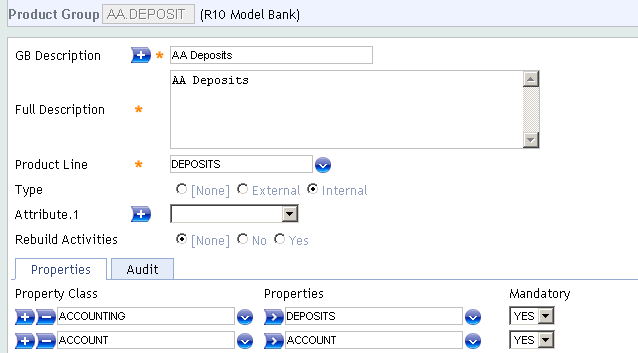 Product Group AA.DEPOSIT (R10 Model Bank)
GB Description * AA Deposits
AA Deposits
Full Description *
Product Line * DEPOSITS
Type [None] External Internal
Attribute.1
Rebuild Activities [None] No Yes
Properties Audit
Property Class Properties Mandatory
ACCOUNTING DEPOSITS YES
ACCOUNT ACCOUNT YES